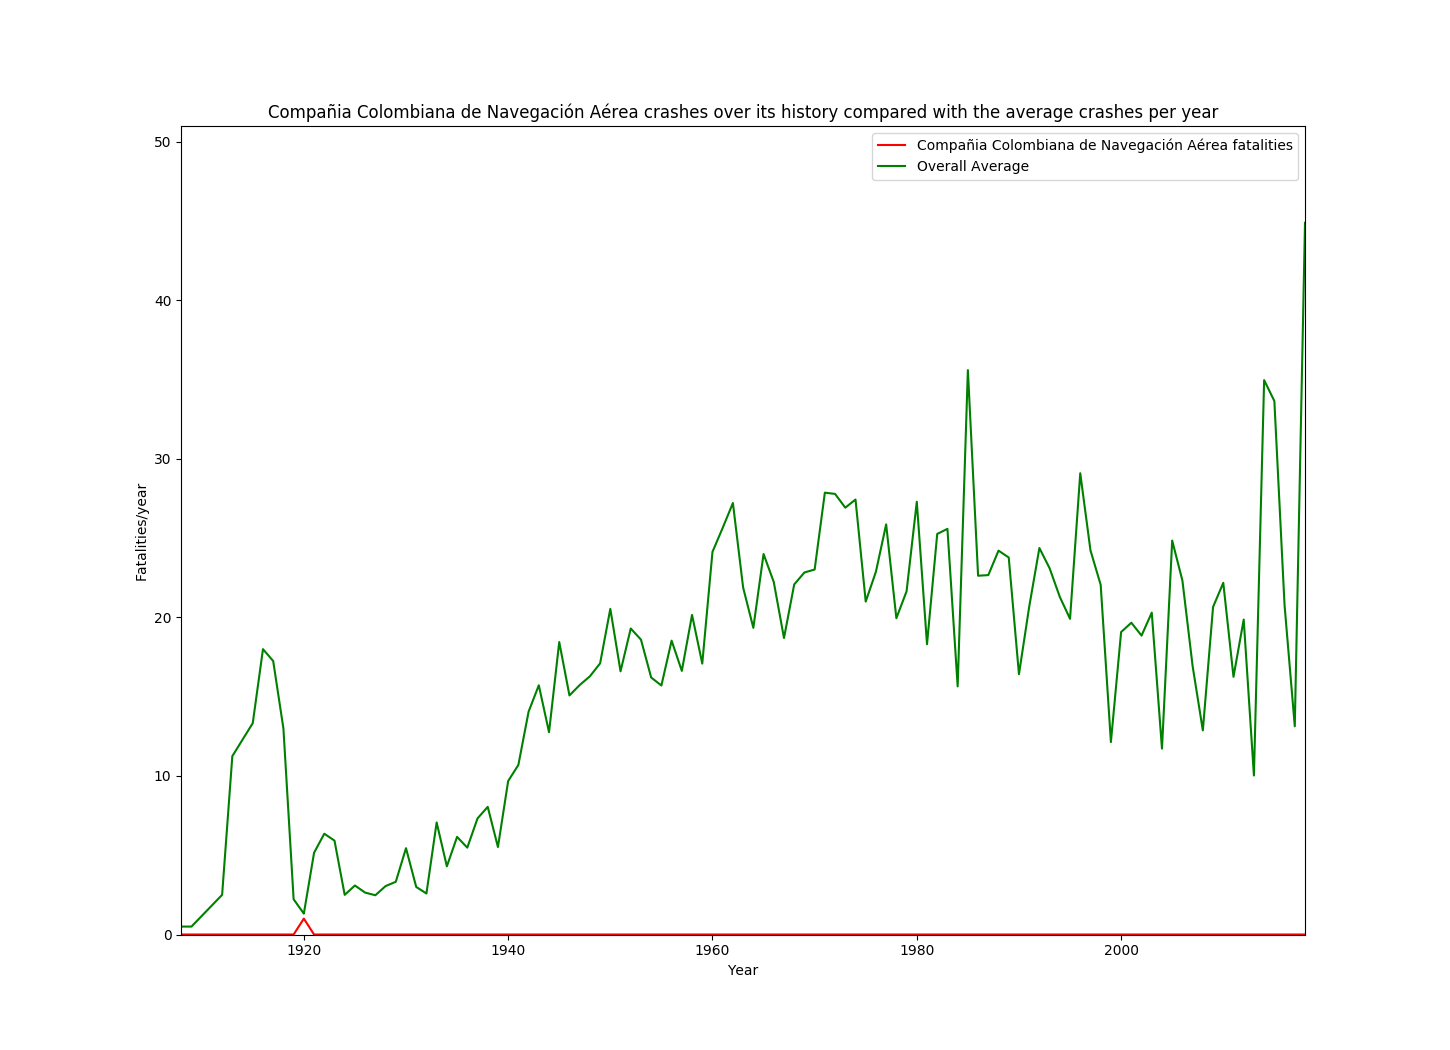 Compañia Colombiana de Navegación Aérea crashes over its history compared with the average crashes per year
Compañia Colombiana de Navegación Aérea fatalities
Overall Average
50
40
30
20
10
0
Fatalities/year
1920 1940 1960 1980 2000
Year